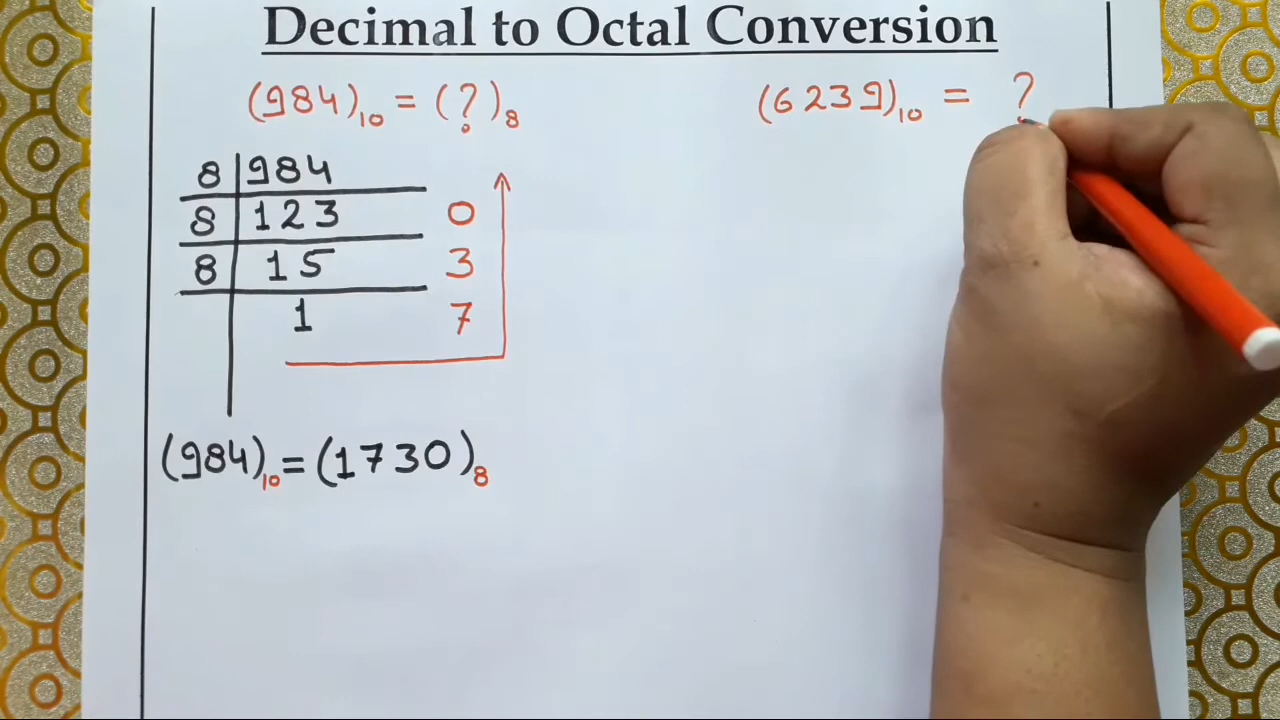 Decimal to Octal Conversion
(984)10 = (?)8
8 984
8 123 0
8 15 3
1 7
(984)10 = (1730)8
(6239)10 = ?